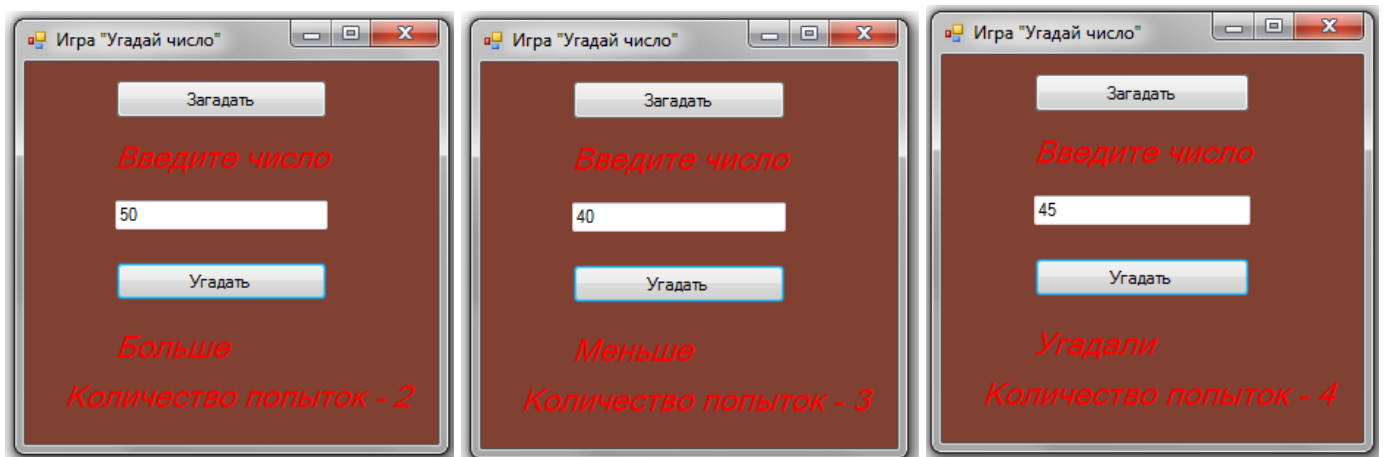 Игра "Угадай число"
Загадать
Введите число
50
Угадать
Больше
Количество попыток - 2
Игра "Угадай число"
Загадать
Введите число
40
Угадать
Меньше
Количество попыток - 3
Игра "Угадай число"
Загадать
Введите число
45
Угадать
Угадали
Количество попыток - 4